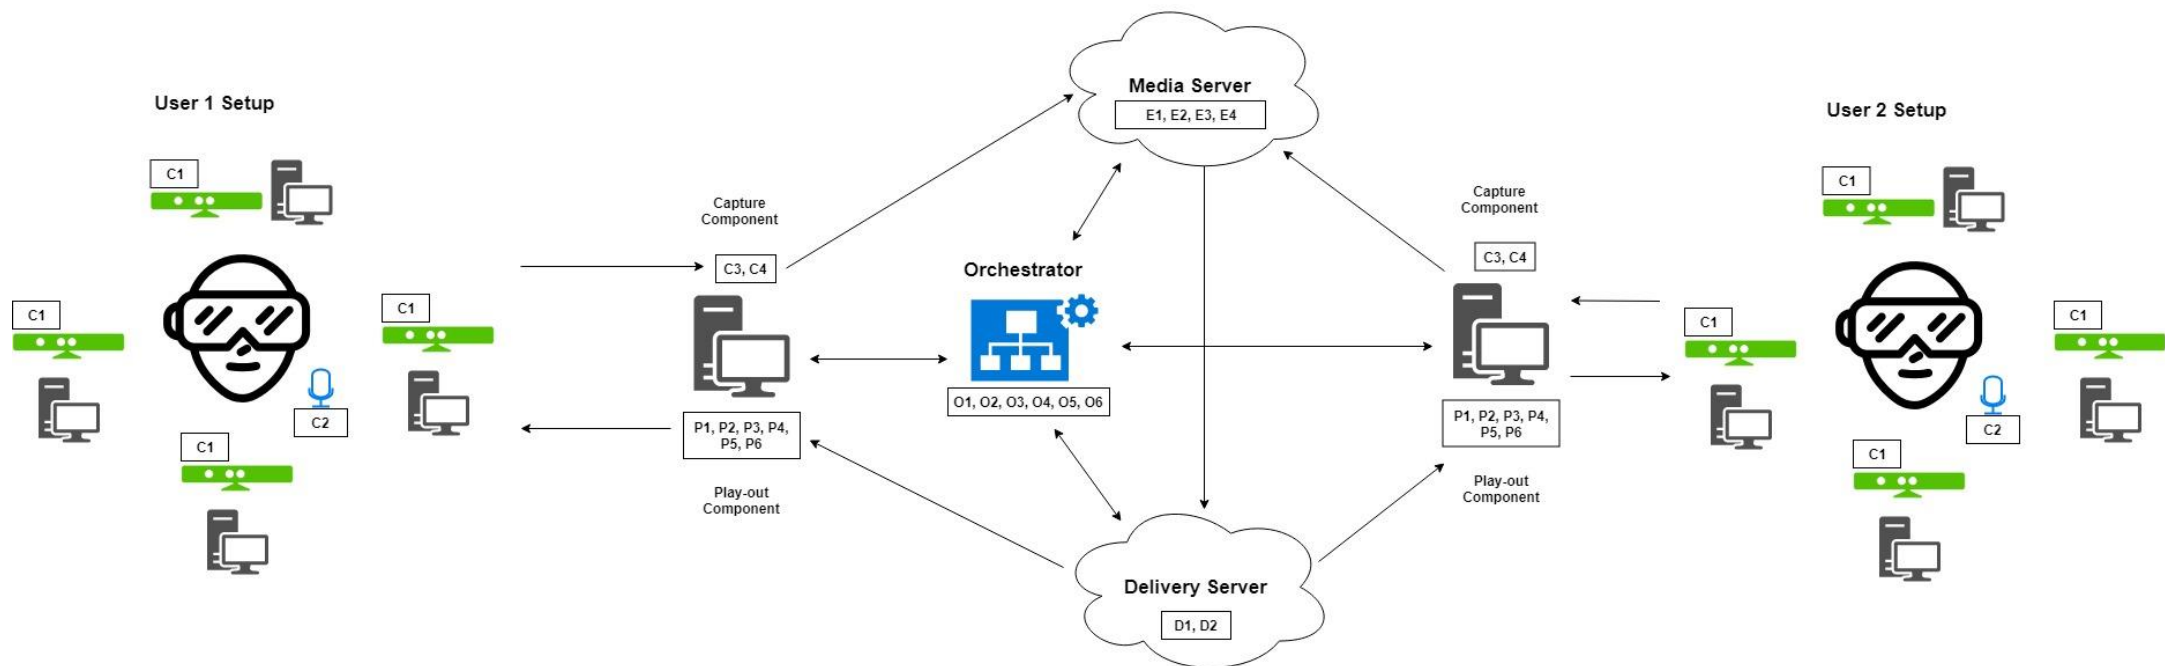 User 1 Setup
C1
C1
C1
C2
C1
Capture
Component
C3, C4
P1, P2, P3, P4,
P5, P6
Play-out
Component
Media Server
E1, E2, E3, E4
Orchestrator
O1, O2, O3, O4, O5, O6
Delivery Server
D1, D2
Capture
Component
C3, C4
P1, P2, P3, P4,
P5, P6
Play-out
Component
User 2 Setup
C1
C1
C1
C2
C1